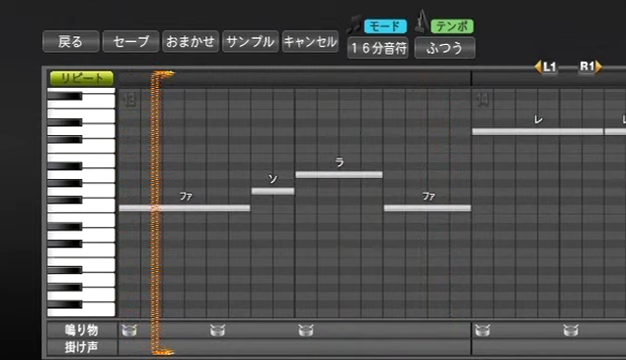 モード テンポ
戻る セーブ おまかせ サンプル キャンセル 16分音符 ふつう
L1 R1
リピート
13 14
レ
ラ
ソ
ファ ファ
鳴り物
掛け声